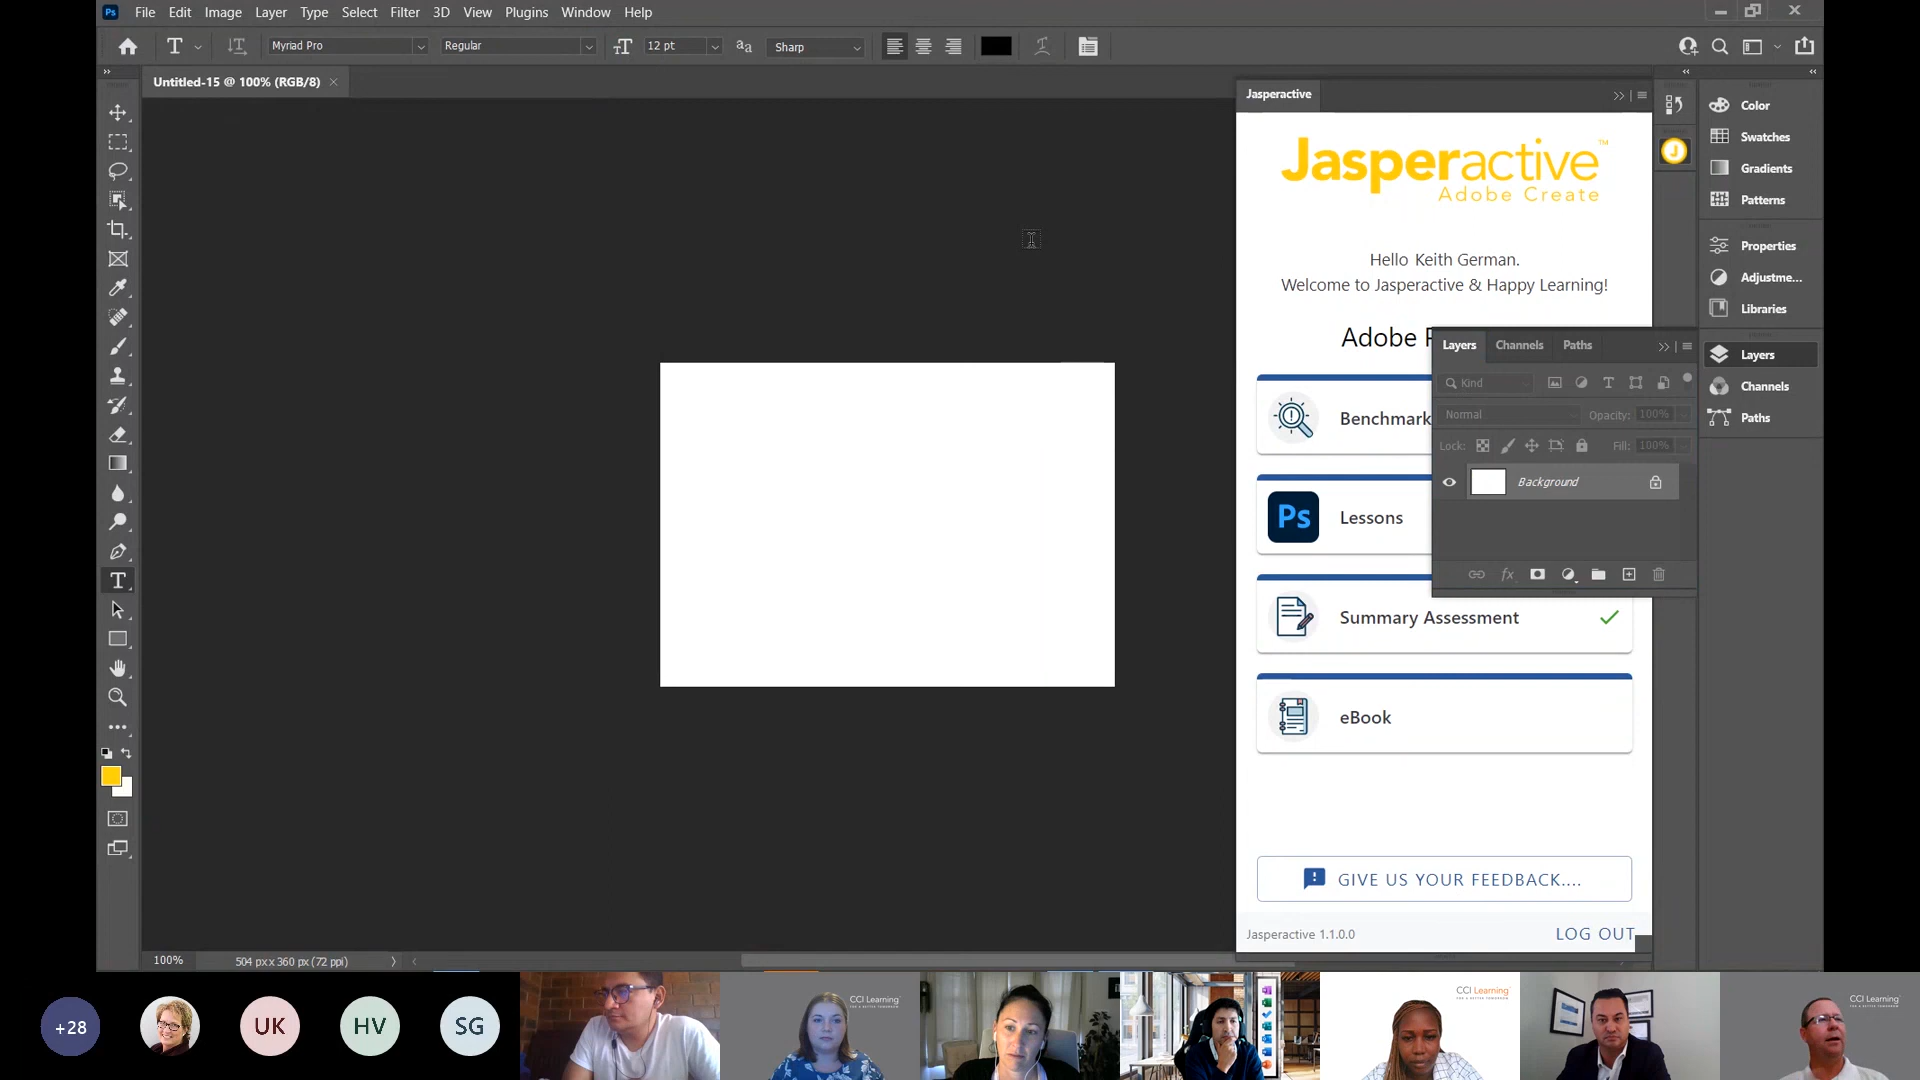 Ps File Edit Image Layer Type Select Filter 3D View Plugins Window Help
T Myriad Pro Regular 12 pt Sharp
Untitled-15 @ 100% (RGB/8)
Jasperactive
Jasperactive™
Adobe Create
Hello Keith German.
Welcome to Jasperactive & Happy Learning!
Adobe P
Benchmark
Ps Lessons
Summary Assessment
eBook
GIVE US YOUR FEEDBACK....
Jasperactive 1.1.0.0 LOG OUT
Layers Channels Paths
Kind
Normal Opacity: 100%
Lock: Fill: 100%
Background
J
Color
Swatches
Gradients
Patterns
Properties
Adjustme...
Libraries
Layers
Channels
Paths
100% 504 px x 360 px (72 ppi)
+28 UK HV SG
CCI Learning
CCI Learning
CCI Learning